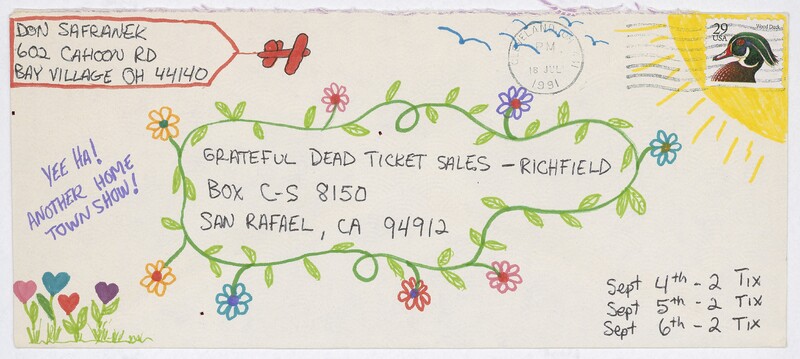 DON SAFRANEK
602 CAHOON RD
BAY VILLAGE OH 44140
29
USA
Wood Duck
P.M.
18 JUL
1991
YEE HA!
ANOTHER HOME
TOWN SHOW!
GRATEFUL DEAD TICKET SALES - RICHFIELD
BOX C-S 8150
SAN RAFAEL, CA 94912
Sept 4th - 2 Tix
Sept 5th - 2 Tix
Sept 6th - 2 Tix